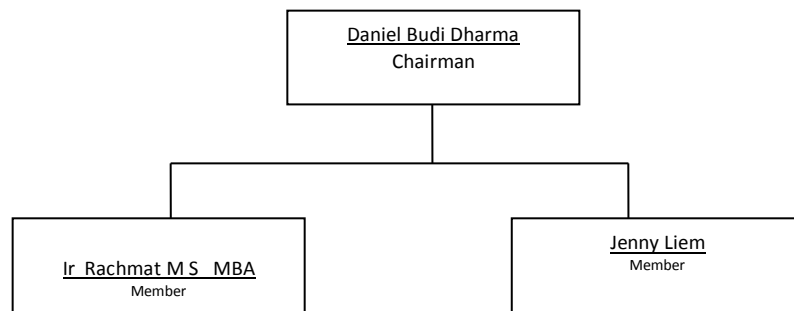 Daniel Budi Dharma
Chairman
Ir Rachmat M S MBA
Member
Jenny Liem
Member